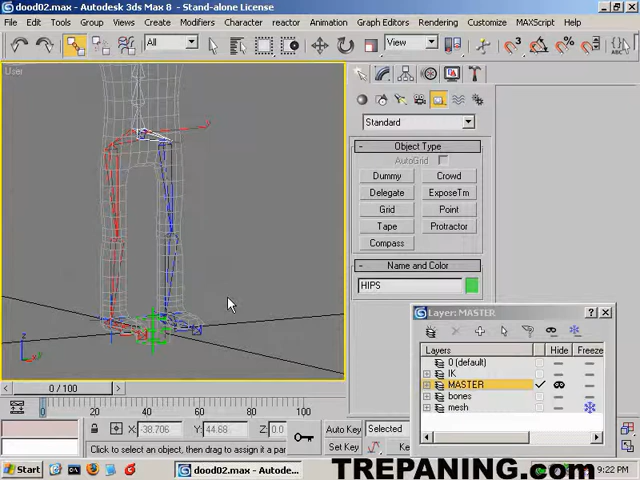 dood02.max - Autodesk 3ds Max 8 - Stand-alone License
File Edit Tools Group Views Create Modifiers Character reactor Animation Graph Editors Rendering Customize MAXScript Help
All View
User
Standard
Object Type
AutoGrid
Dummy Crowd
Delegate ExposeTm
Grid Point
Tape Protractor
Compass
Name and Color
HIPS
Layer: MASTER
Layers Hide Freeze
0 (default)
IK
MASTER
bones
mesh
0 / 100
0 20 40 60 80 100
X: -38.706 Y: 44.68 Z: 0.0
Auto Key Selected
Set Key
Click to select an object, then drag to assign it a pa
Start
dood02.max - Autodes...
9:22 PM
TREPANING.com